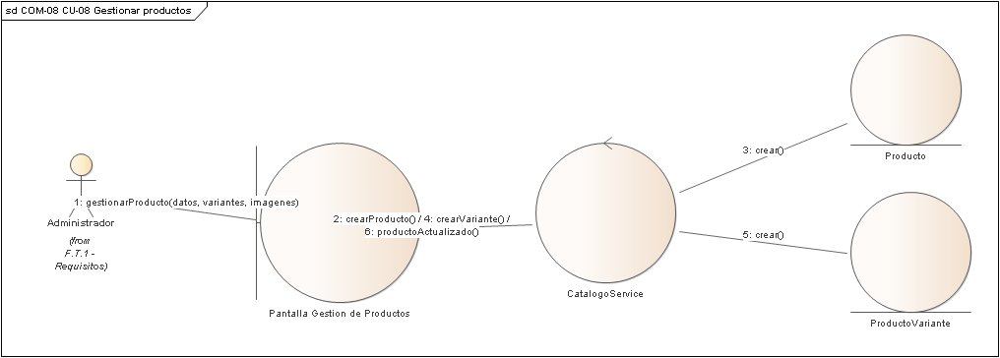 sd COM-08 CU-08 Gestionar productos
1: gestionarProducto(datos, variantes, imagenes)
Administrador
(from
F.T.1 -
Requisitos)
Pantalla Gestion de Productos
2: crearProducto() / 4: crearVariante() /
6: productoActualizado()
CatalogoService
3: crear()
Producto
5: crear()
ProductoVariante